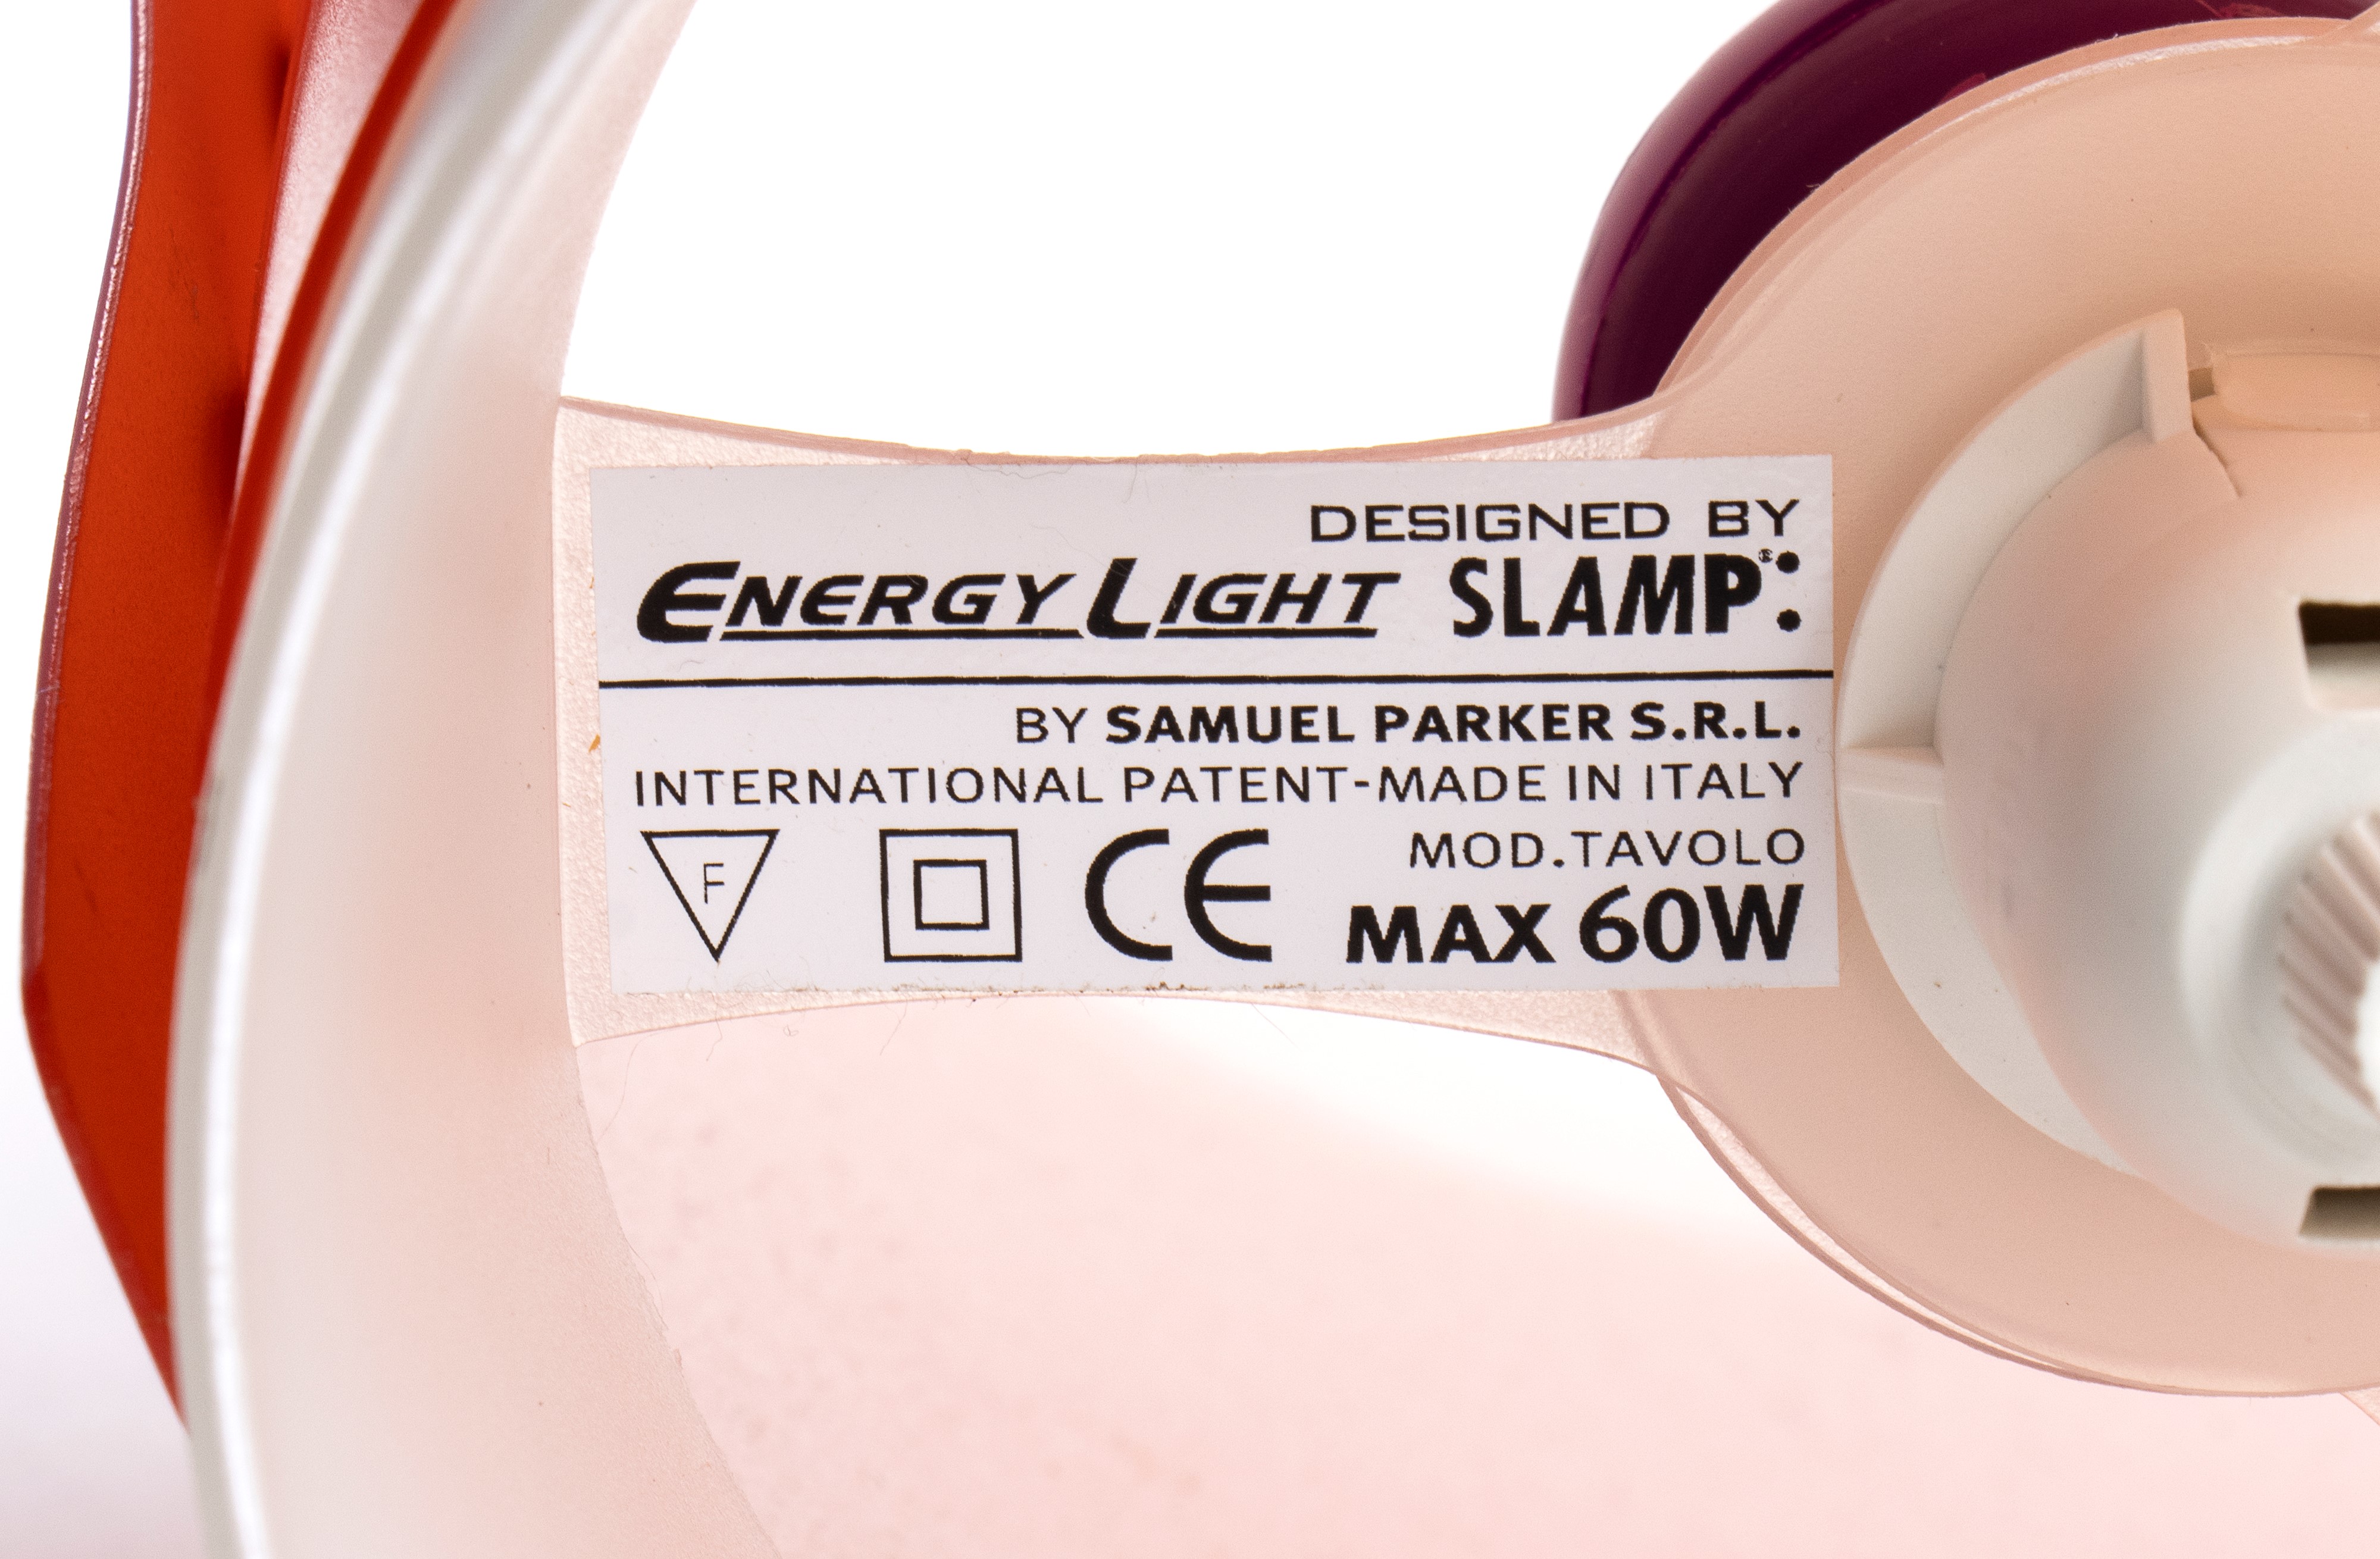 DESIGNED BY
ENERGY LIGHT SLAMP®:
BY SAMUEL PARKER S.R.L.
INTERNATIONAL PATENT-MADE IN ITALY
F CE MOD.TAVOLO
MAX 60W